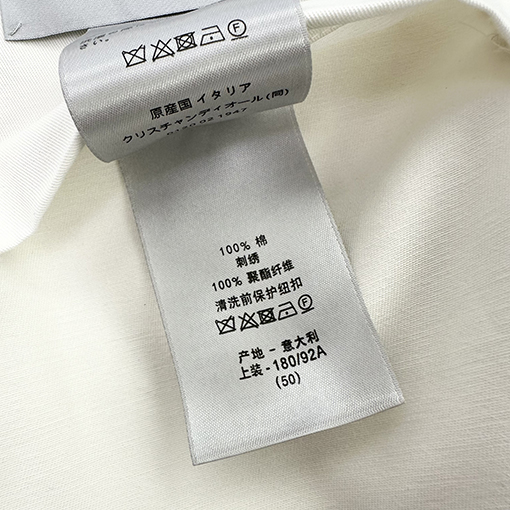 原産国 イタリア
クリスチャンディオール(同)
100% 棉
刺绣
100% 聚酯纤维
清洗前保护纽扣
产地 - 意大利
上装 - 180/92A
(50)